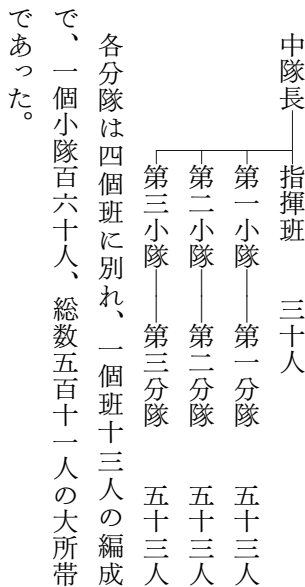 中隊長―指揮班　三十人
第一小隊―第一分隊　五十三人
第二小隊―第二分隊　五十三人
第三小隊―第三分隊　五十三人
各分隊は四個班に別れ、一個班十三人の編成
で、一個小隊百六十人、総数五百十一人の大所帯
であった。